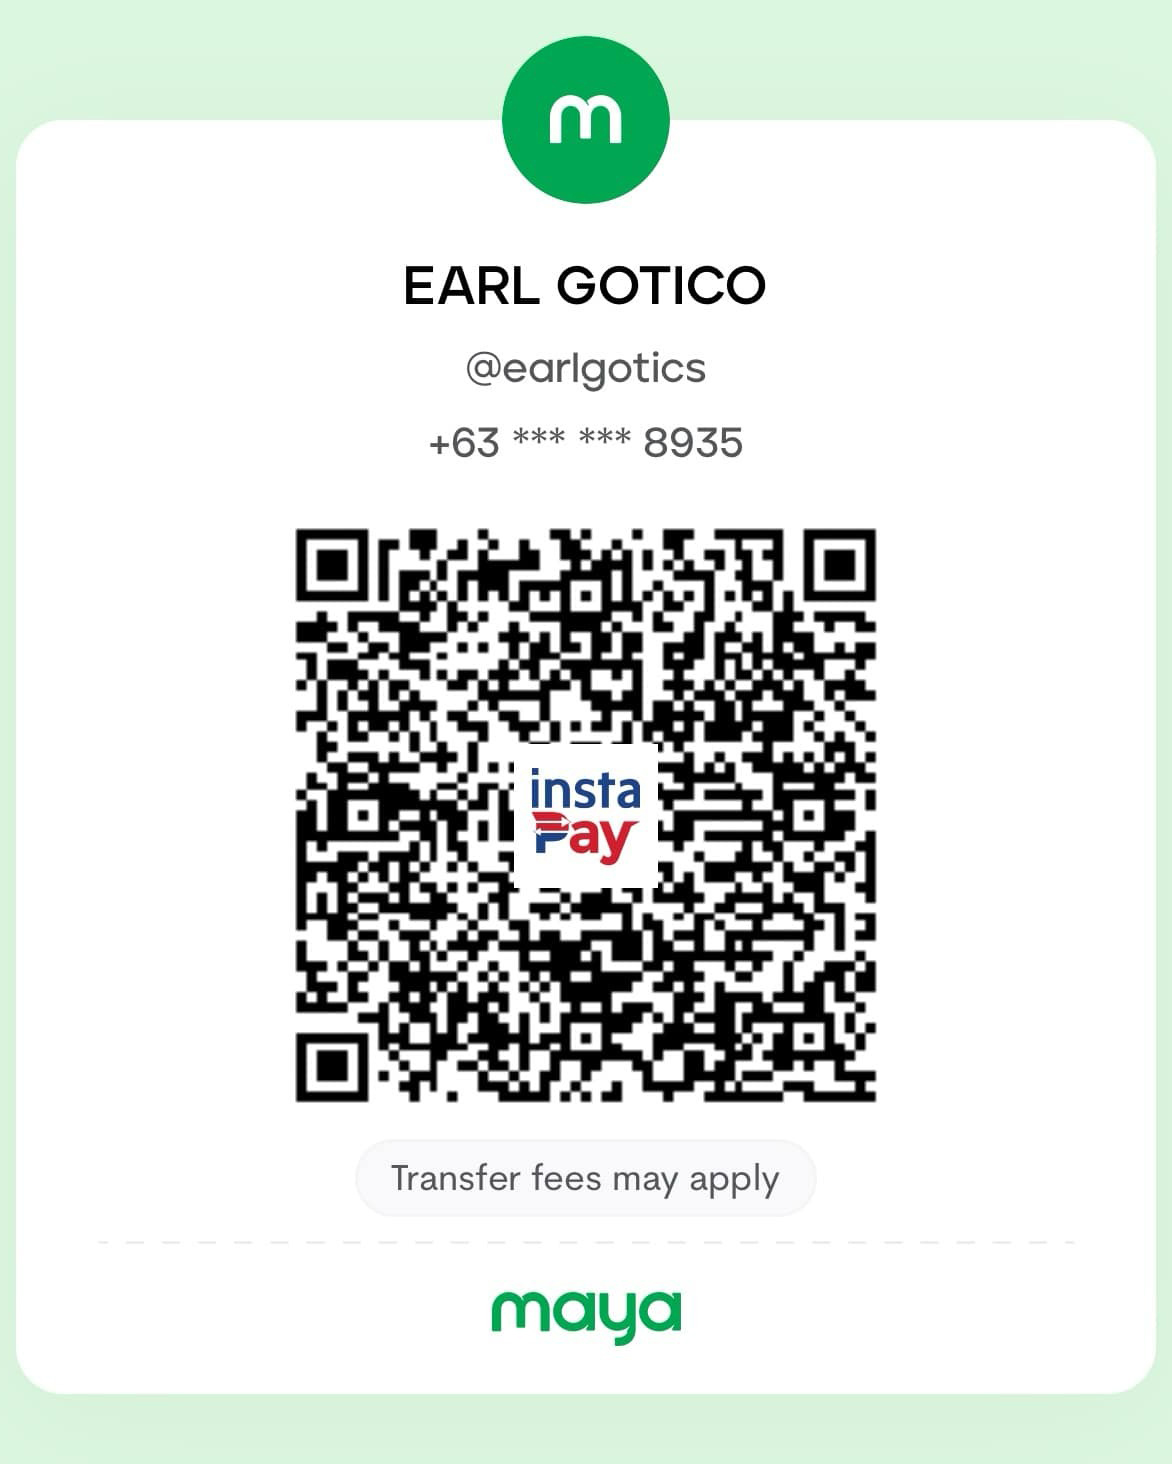 m
EARL GOTICO
@earlgotics
+63 *** *** 8935
insta
Pay
Transfer fees may apply
maya